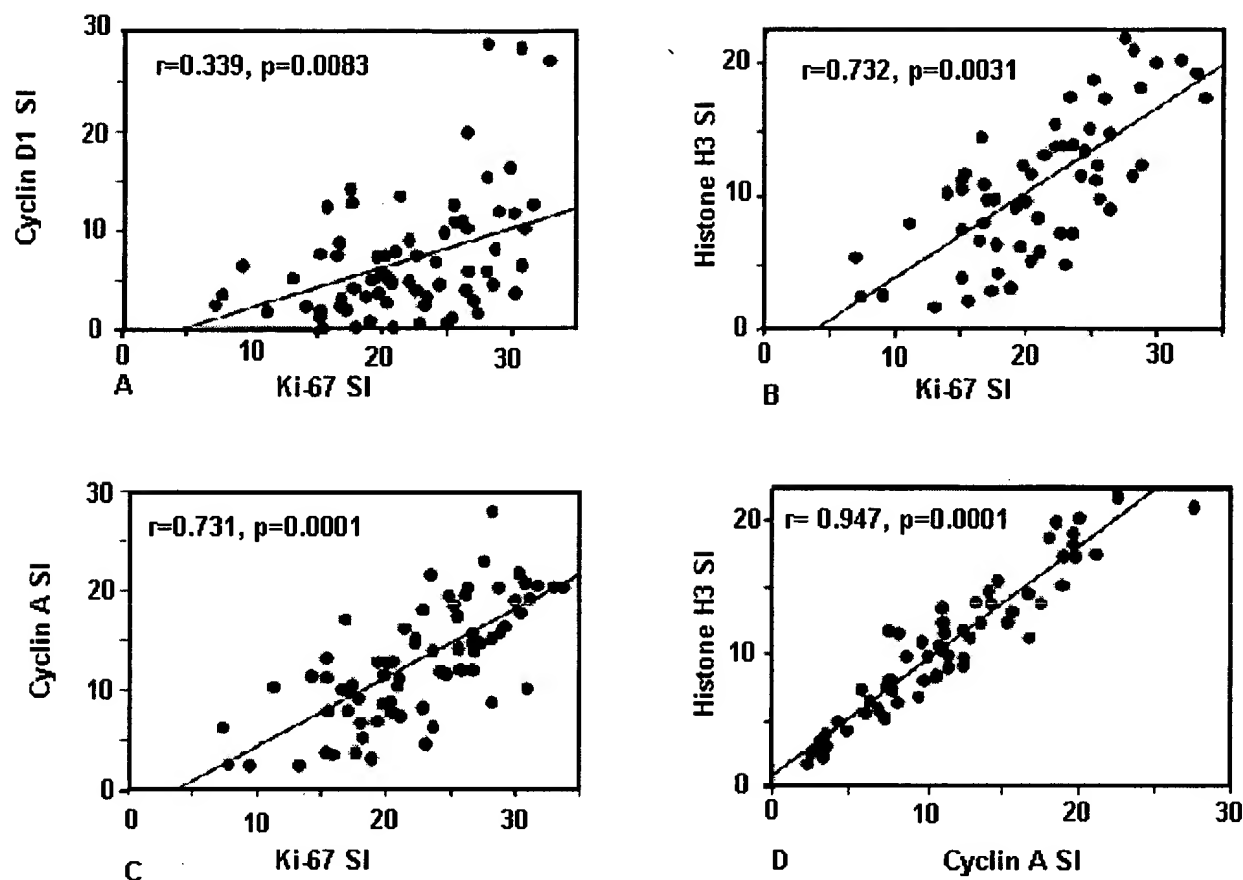 30
r=0.339, p=0.0083
20
Cyclin D1 SI
10
0
0 10 20 30
A Ki-67 SI
20
r=0.732, p=0.0031
Histone H3 SI
10
0
0 10 20 30
B Ki-67 SI
30
r=0.731, p=0.0001
20
Cyclin A SI
10
0
0 10 20 30
C Ki-67 SI
20
r= 0.947, p=0.0001
Histone H3 SI
10
0
0 10 20 30
D Cyclin A SI